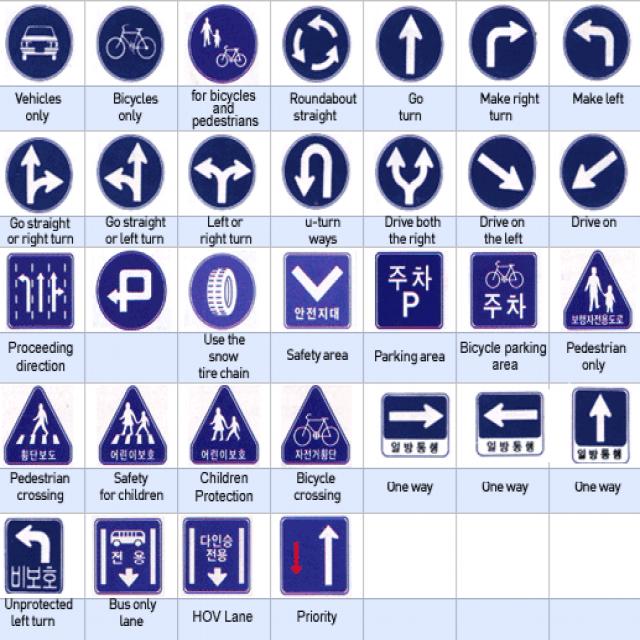 Vehicles
only
Bicycles
only
for bicycles
and
pedestrians
Roundabout
straight
Go
turn
Make right
turn
Make left
Go straight
or right turn
Go straight
or left turn
Left or
right turn
u-turn
ways
Drive both
the right
Drive on
the left
Drive on
안전지대
주차
P
주차
보행자전용도로
Proceeding
direction
Use the
snow
tire chain
Safety area
Parking area
Bicycle parking
area
Pedestrian
only
횡단보도
어린이보호
어린이보호
자전거횡단
일방통행
일방통행
일방통행
Pedestrian
crossing
Safety
for children
Children
Protection
Bicycle
crossing
One way
One way
One way
비보호
전 용
다인승
전용
Unprotected
left turn
Bus only
lane
HOV Lane
Priority